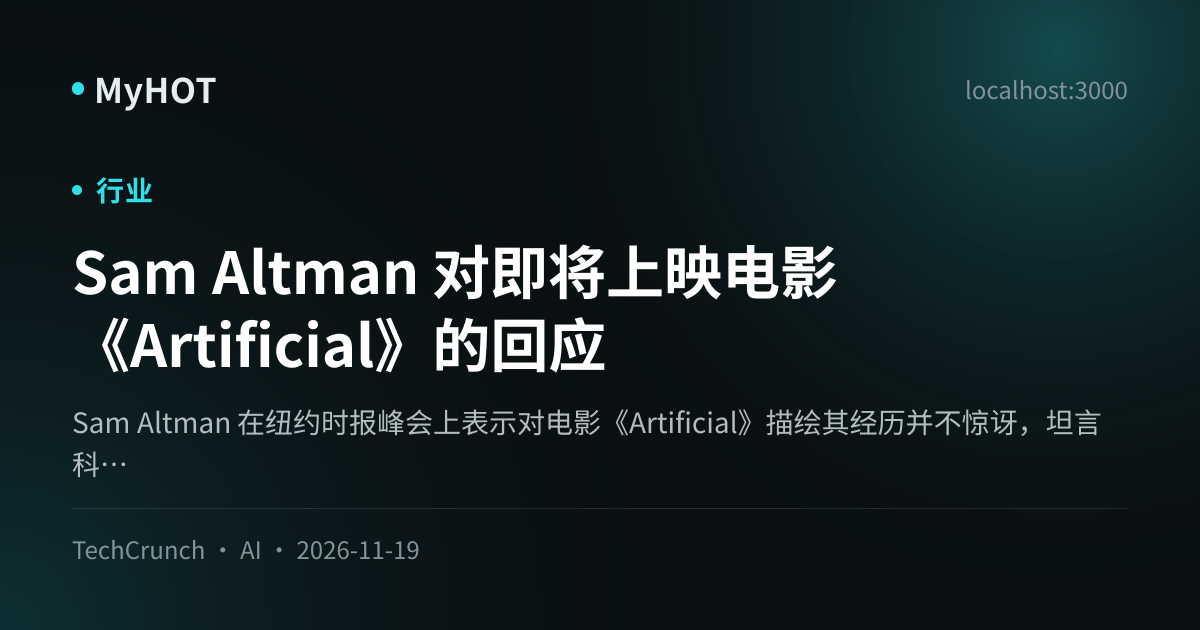 MyHOT
localhost:3000
行业
Sam Altman 对即将上映电影
《Artificial》的回应
Sam Altman 在纽约时报峰会上表示对电影《Artificial》描绘其经历并不惊讶，坦言
科…
TechCrunch · AI · 2026-11-19